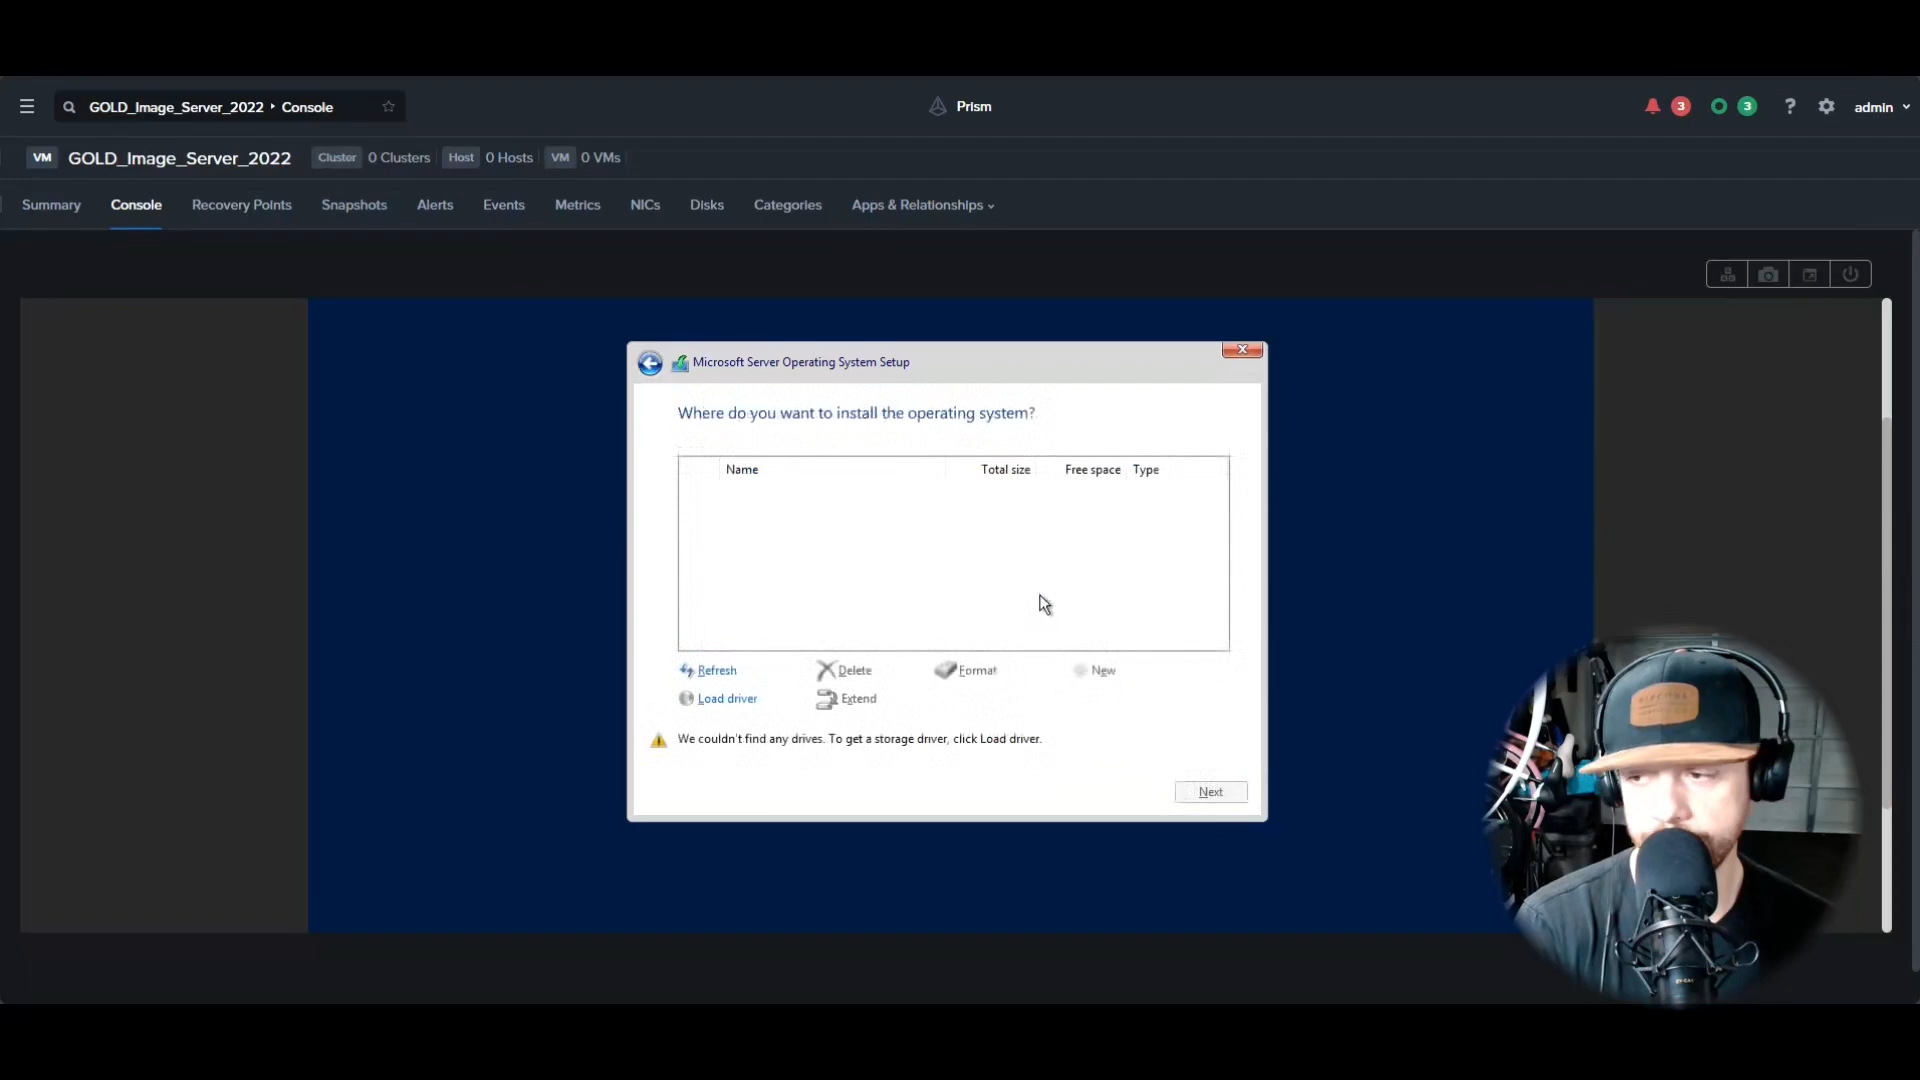 GOLD_Image_Server_2022 ‣ Console
Prism
3
3
?
admin
VM GOLD_Image_Server_2022 Cluster 0 Clusters Host 0 Hosts VM 0 VMs
Summary Console Recovery Points Snapshots Alerts Events Metrics NICs Disks Categories Apps & Relationships
Microsoft Server Operating System Setup
Where do you want to install the operating system?
Name Total size Free space Type
Refresh Delete Format New
Load driver Extend
We couldn't find any drives. To get a storage driver, click Load driver.
Next